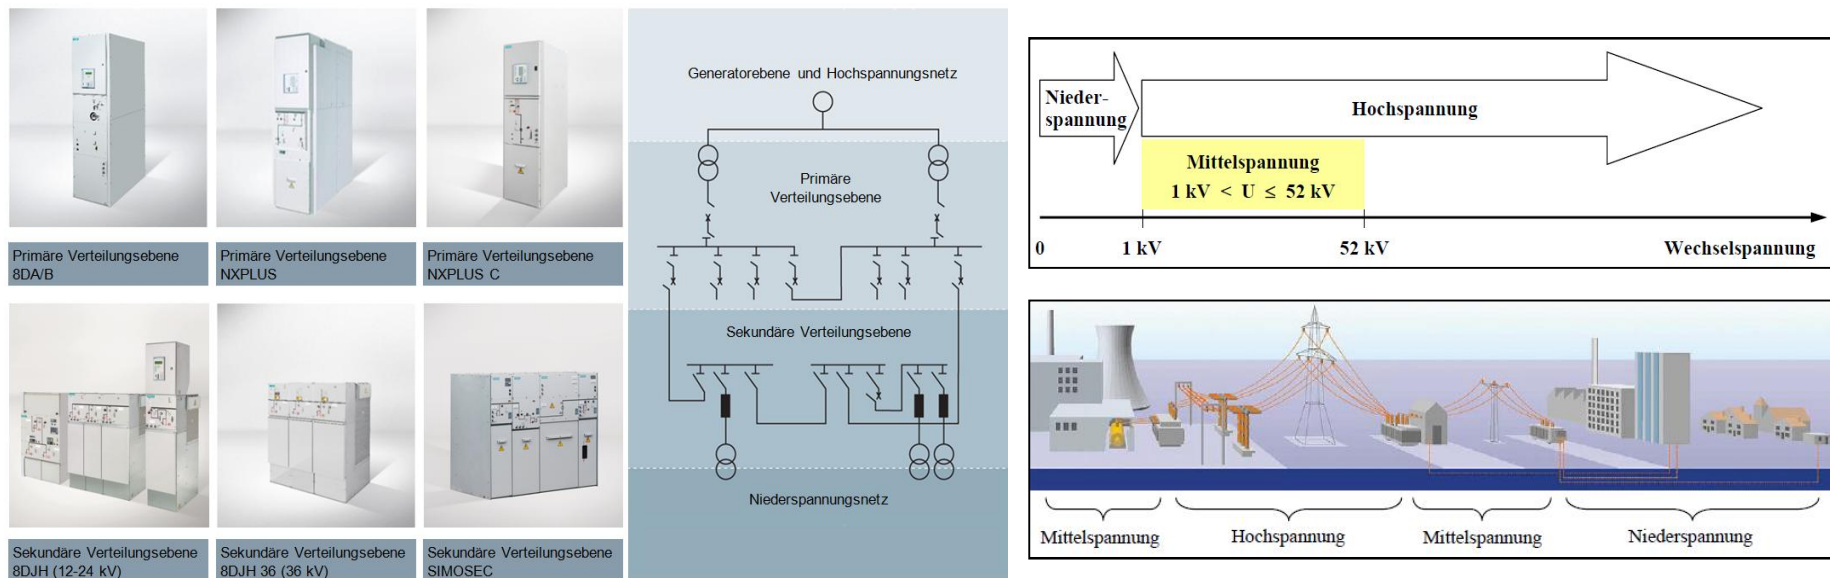 Primäre Verteilungsebene
8DA/B
Primäre Verteilungsebene
NXPLUS
Primäre Verteilungsebene
NXPLUS C
Sekundäre Verteilungsebene
8DJH (12-24 kV)
Sekundäre Verteilungsebene
8DJH 36 (36 kV)
Sekundäre Verteilungsebene
SIMOSEC
Generatorebene und Hochspannungsnetz
Primäre
Verteilungsebene
Sekundäre Verteilungsebene
Niederspannungsnetz
Nieder-
spannung
Hochspannung
Mittelspannung
1 kV < U ≤ 52 kV
0
1 kV
52 kV
Wechselspannung
Mittelspannung
Hochspannung
Mittelspannung
Niederspannung